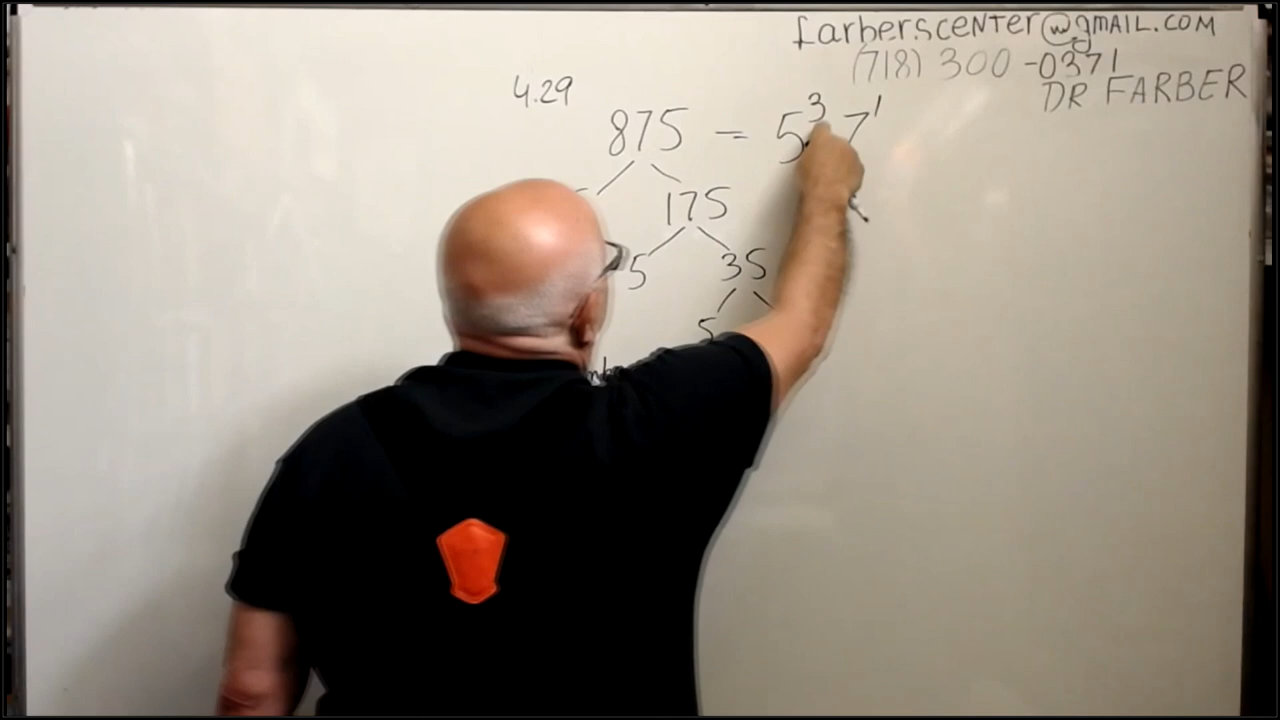 farberscenter@gmail.com
(718) 300-0371
DR FARBER
4.29
875 = 5³ 7¹
175
5 35
5